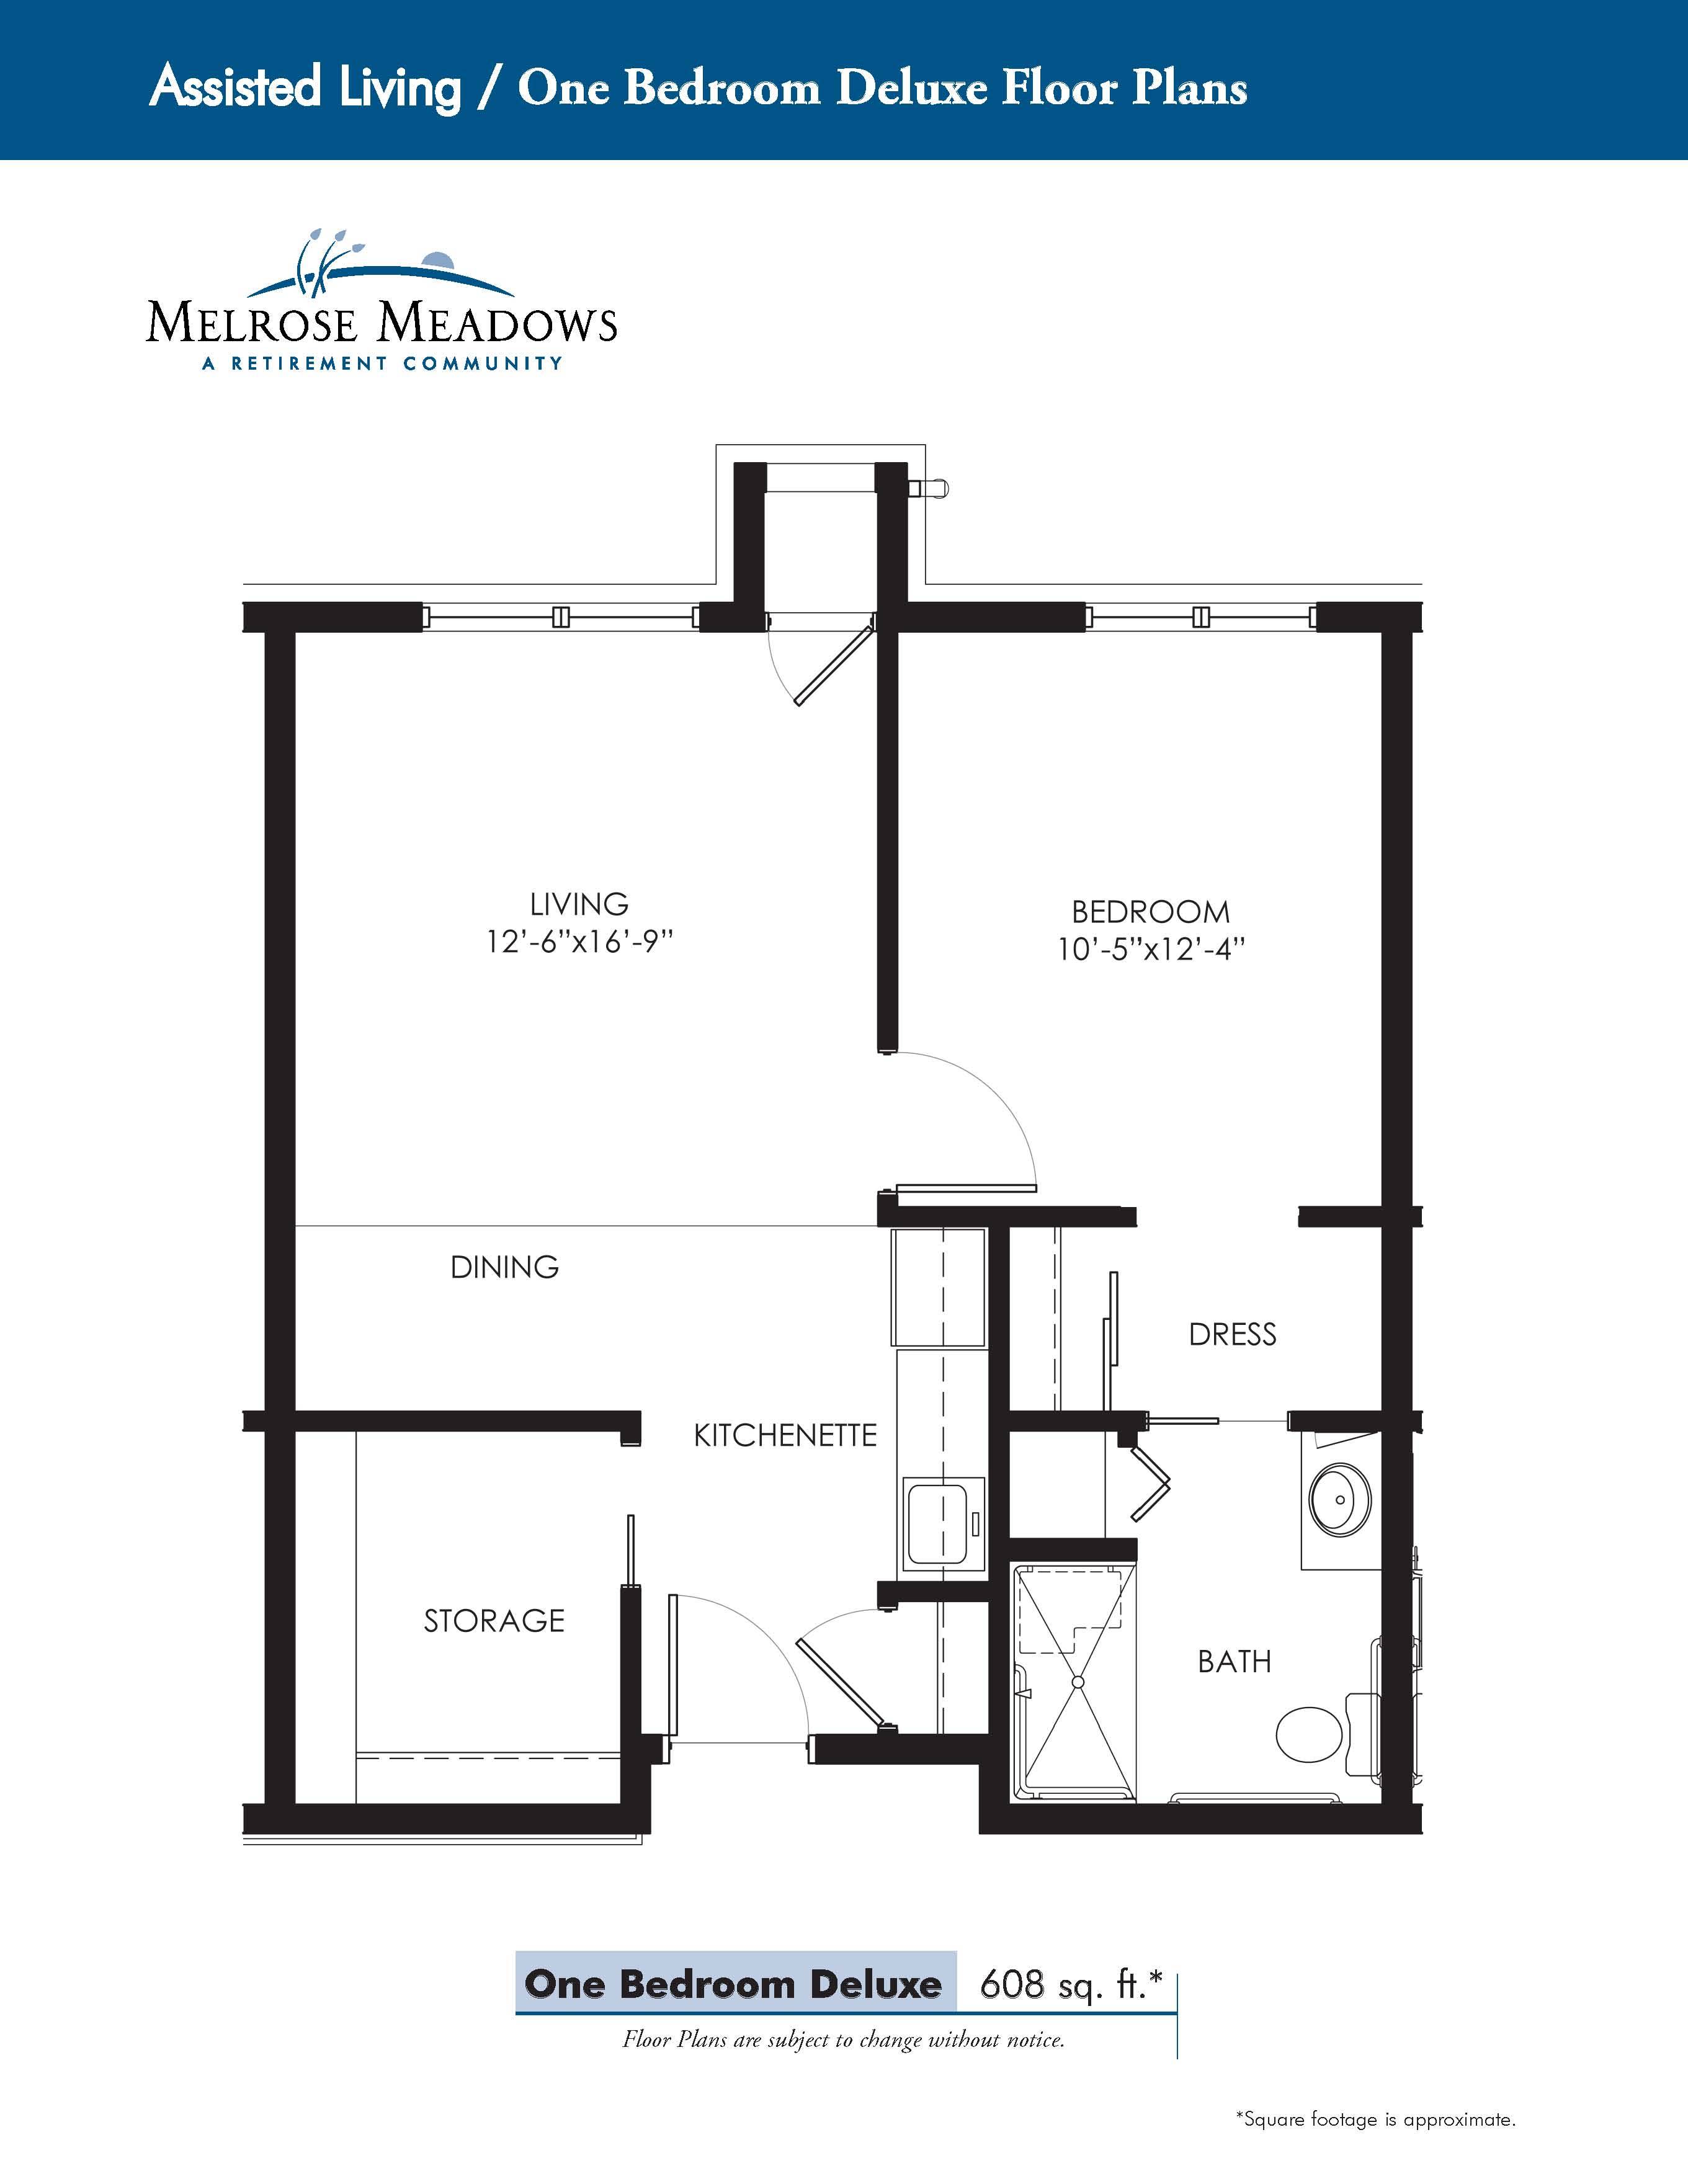 Assisted Living / One Bedroom Deluxe Floor Plans
MELROSE MEADOWS
A RETIREMENT COMMUNITY
LIVING
12’-6”x16’-9”
BEDROOM
10’-5”x12’-4”
DINING
DRESS
KITCHENETTE
STORAGE
BATH
One Bedroom Deluxe 608 sq. ft.*
Floor Plans are subject to change without notice.
*Square footage is approximate.